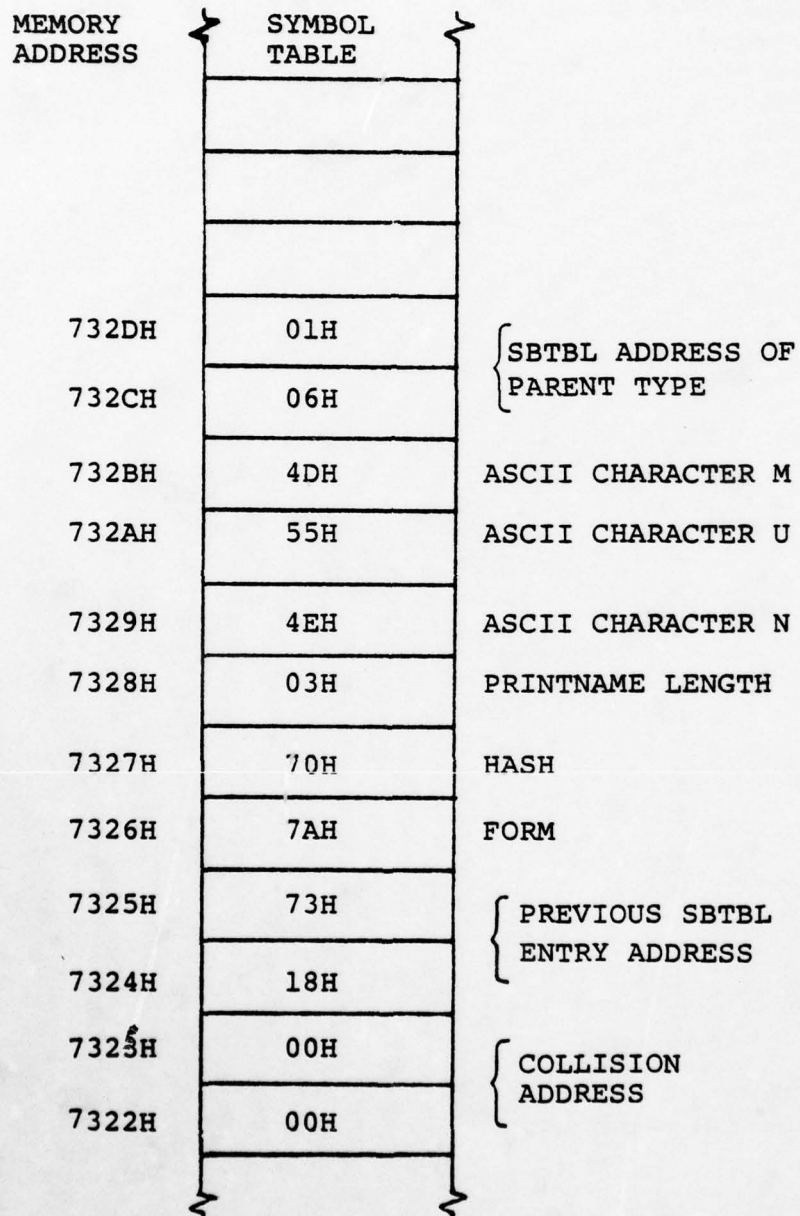 MEMORY ADDRESS SYMBOL TABLE
732DH 01H SBTBL ADDRESS OF
732CH 06H PARENT TYPE
732BH 4DH ASCII CHARACTER M
732AH 55H ASCII CHARACTER U
7329H 4EH ASCII CHARACTER N
7328H 03H PRINTNAME LENGTH
7327H 70H HASH
7326H 7AH FORM
7325H 73H PREVIOUS SBTBL
7324H 18H ENTRY ADDRESS
00H COLLISION
7322H 00H ADDRESS